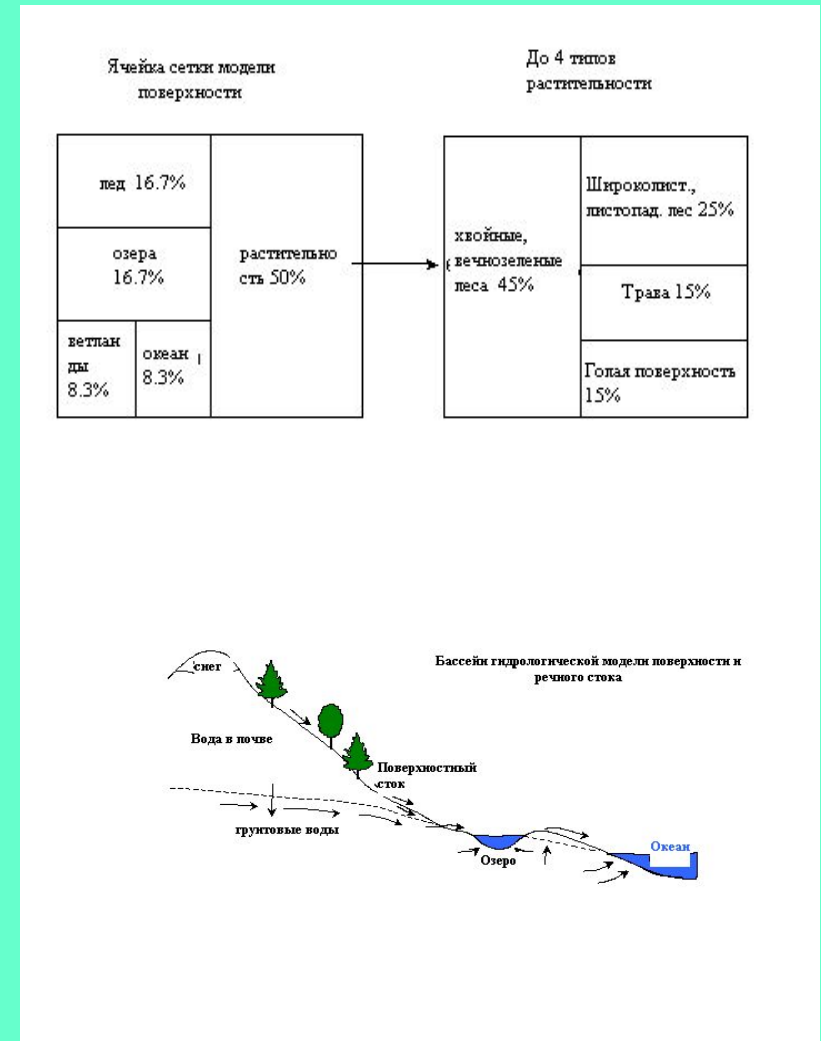 Ячейка сетки модели
поверхности
До 4 типов
растительности
лед 16.7%
озера
16.7%
ветлан
ды
8.3%
океан
8.3%
растительно
сть 50%
хвойные,
вечнозеленые
леса 45%
Широколист.,
листопад. лес 25%
Трава 15%
Голая поверхность
15%
Бассейн гидрологической модели поверхности и
речного стока
снег
Вода в почве
Поверхностный
сток
грунтовые воды
Озеро
Океан